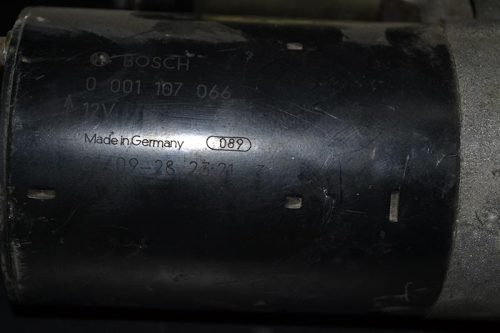 BOSCH
0 001 107 066
12V
Made in Germany 089
09-28 23:21